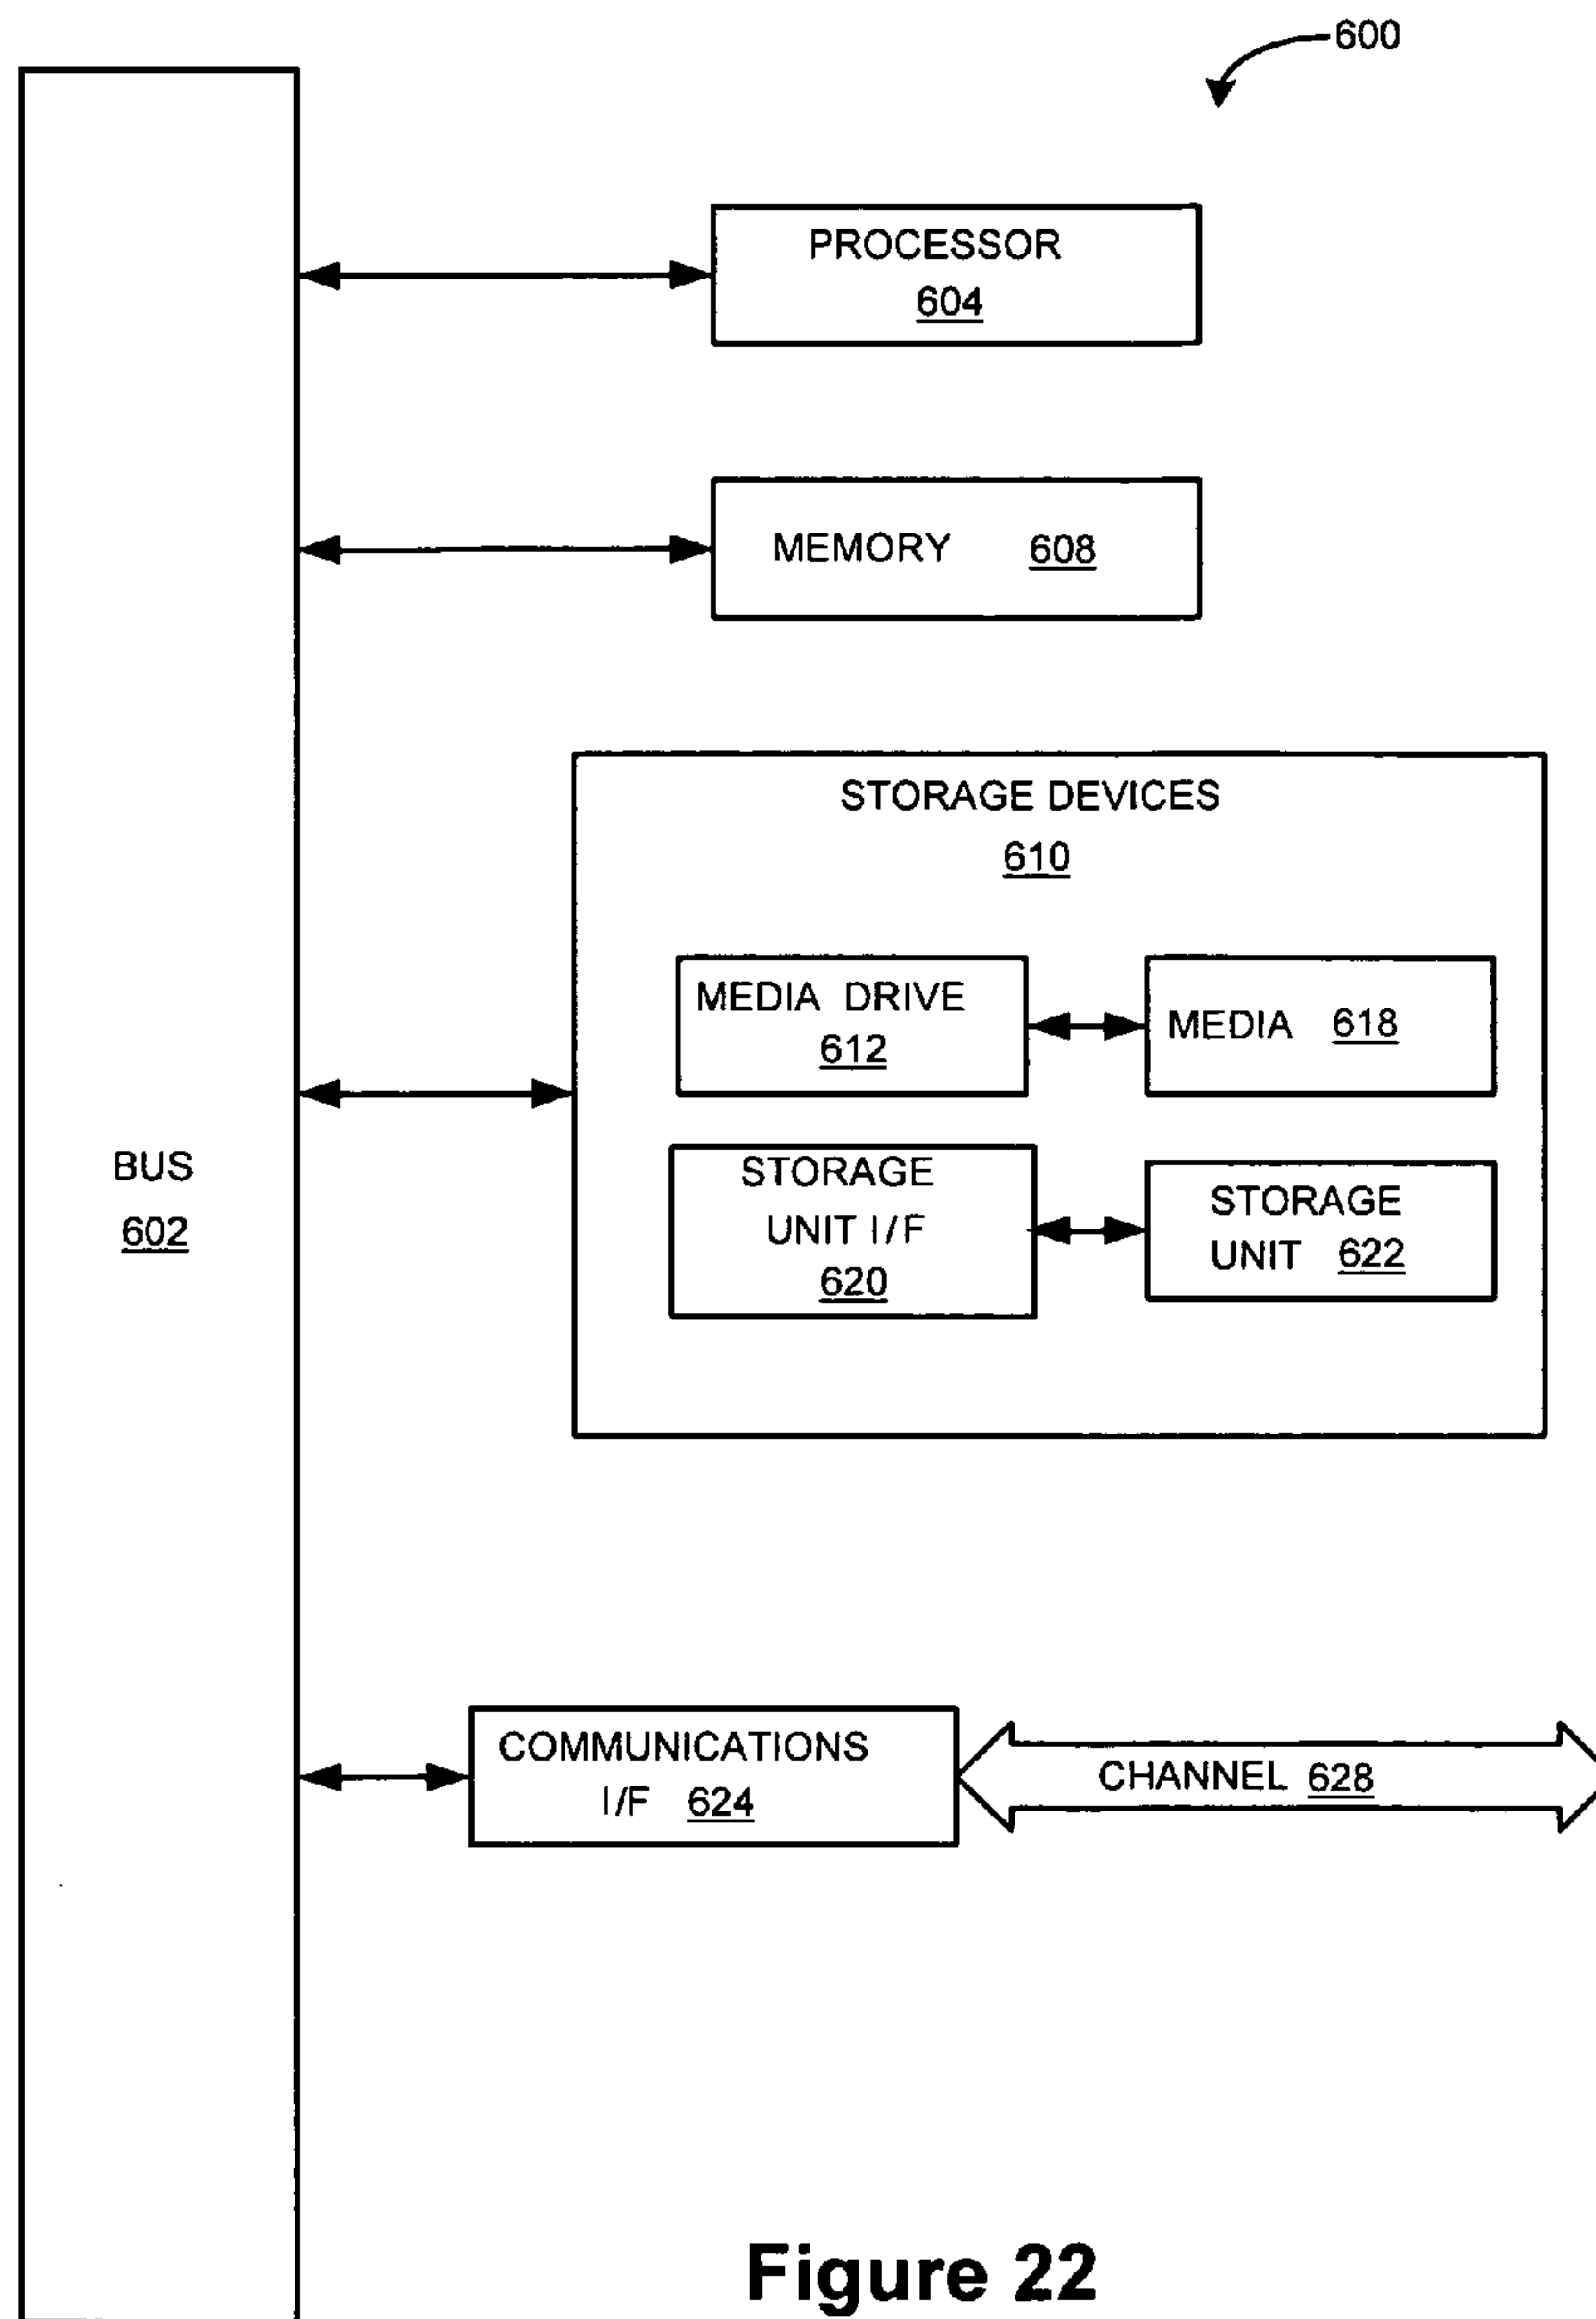 600
PROCESSOR
604
MEMORY 608
STORAGE DEVICES
610
MEDIA DRIVE
612
MEDIA 618
STORAGE
UNIT I/F
620
STORAGE
UNIT 622
BUS
602
COMMUNICATIONS
I/F 624
CHANNEL 628
Figure 22